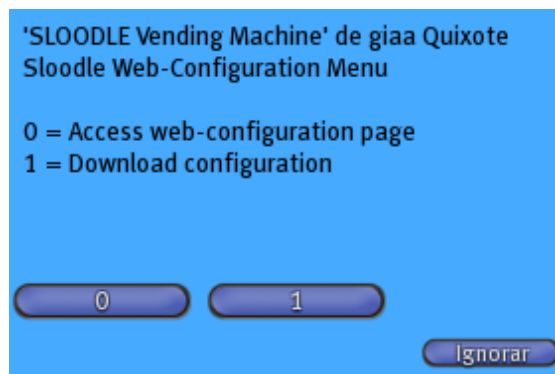 'SLOODLE Vending Machine' de giaa Quixote
Sloodle Web-Configuration Menu
0 = Access web-configuration page
1 = Download configuration
0 1
Ignorar